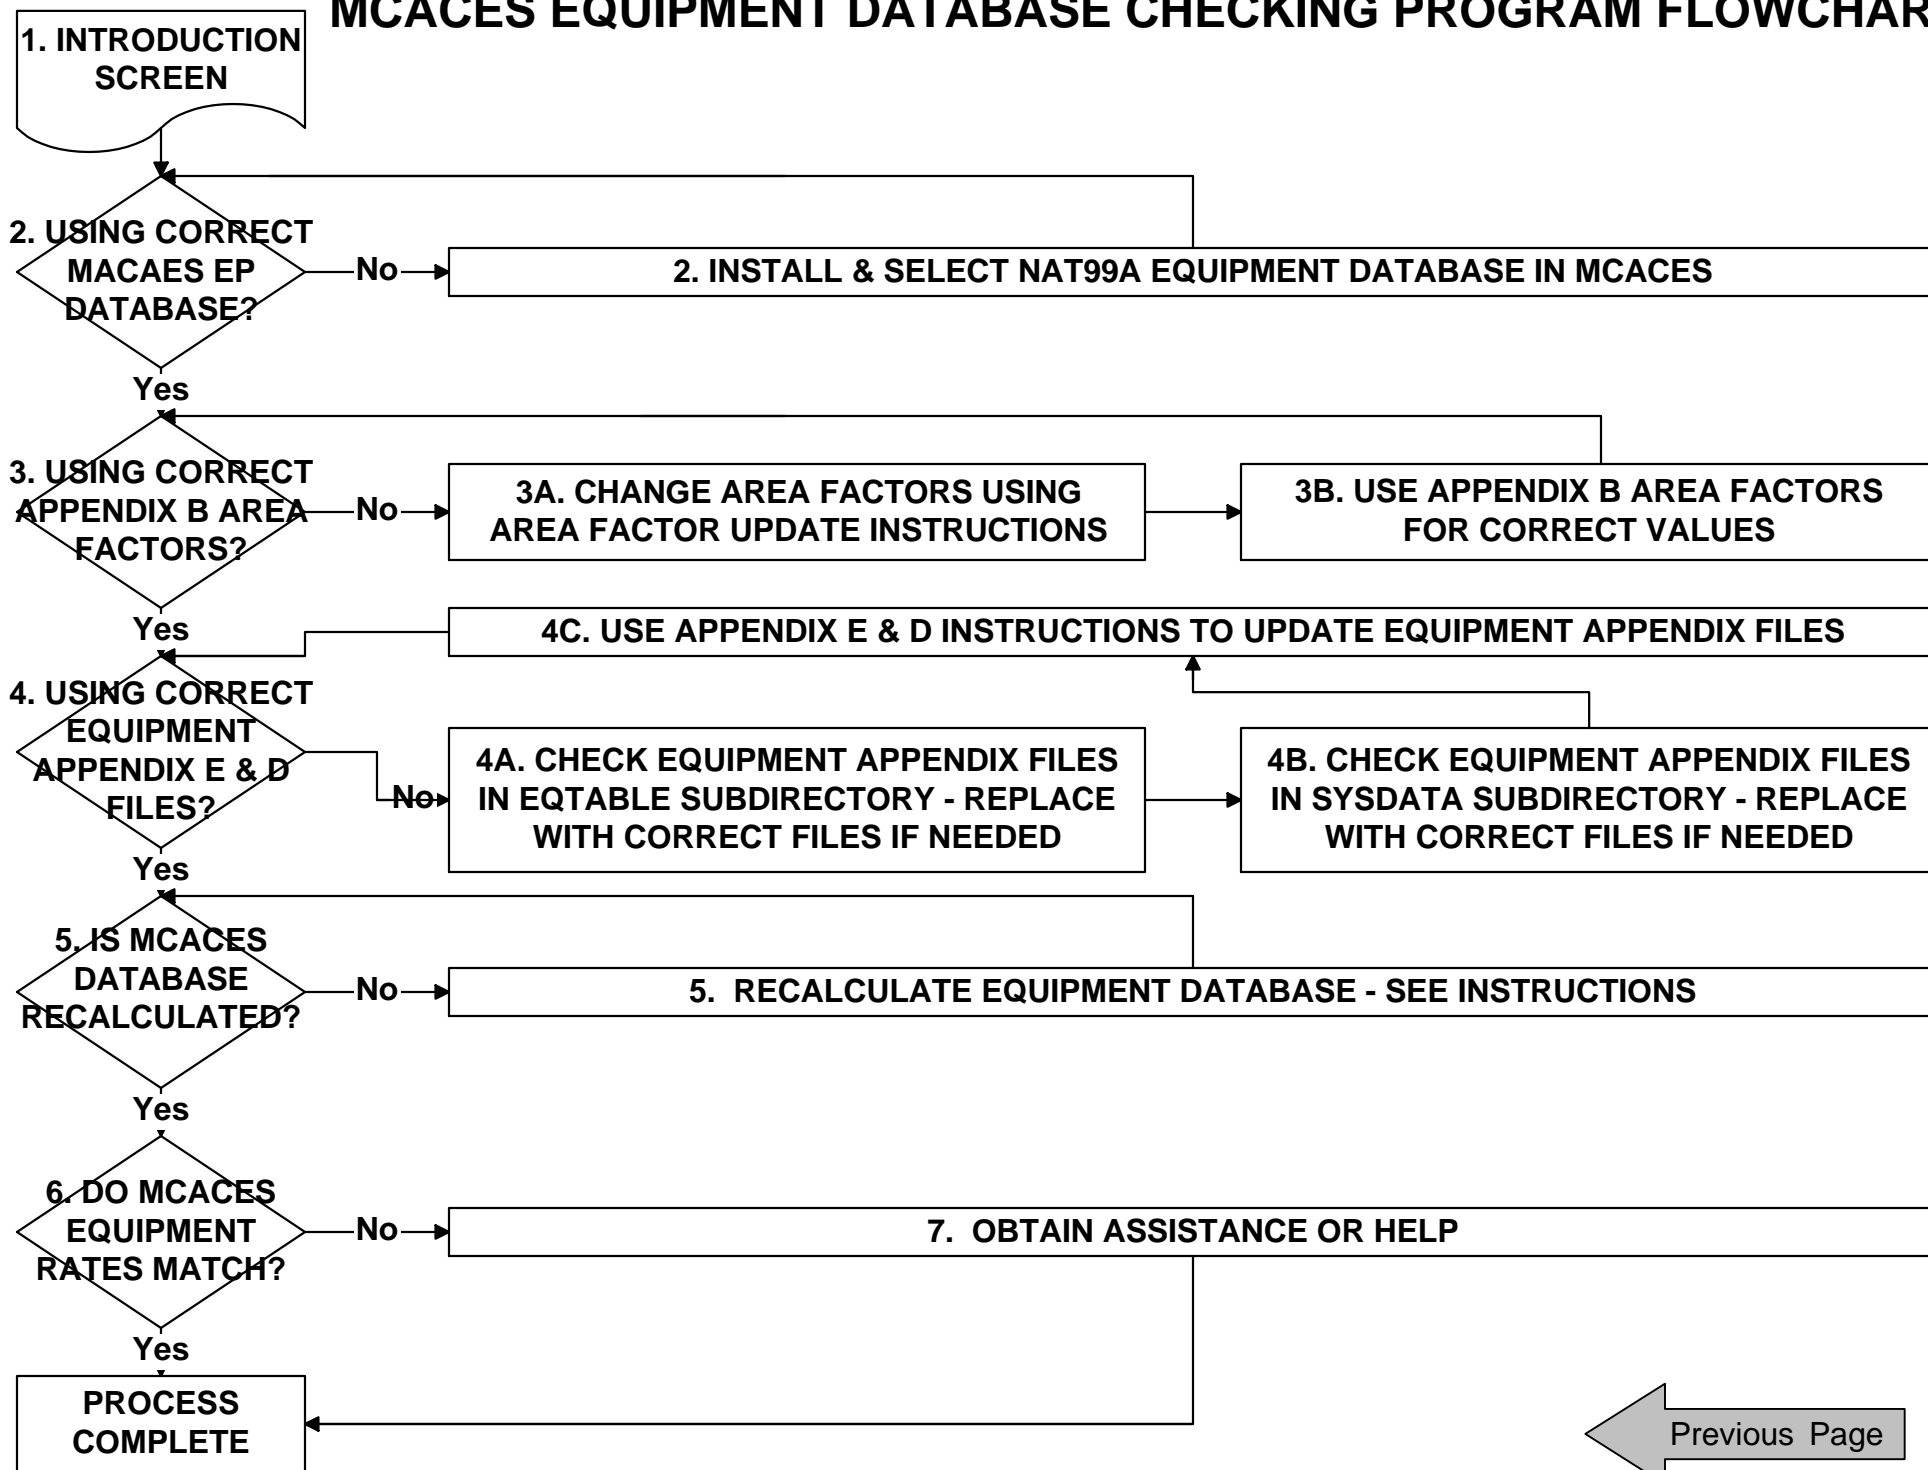 MCACES EQUIPMENT DATABASE CHECKING PROGRAM FLOWCHAR
1. INTRODUCTION
SCREEN
2. USING CORRECT
MACAES EP
DATABASE?
No
2. INSTALL & SELECT NAT99A EQUIPMENT DATABASE IN MCACES
Yes
3. USING CORRECT
APPENDIX B AREA
FACTORS?
No
3A. CHANGE AREA FACTORS USING
AREA FACTOR UPDATE INSTRUCTIONS
3B. USE APPENDIX B AREA FACTORS
FOR CORRECT VALUES
Yes
4C. USE APPENDIX E & D INSTRUCTIONS TO UPDATE EQUIPMENT APPENDIX FILES
4. USING CORRECT
EQUIPMENT
APPENDIX E & D
FILES?
No
4A. CHECK EQUIPMENT APPENDIX FILES
IN EQTABLE SUBDIRECTORY - REPLACE
WITH CORRECT FILES IF NEEDED
4B. CHECK EQUIPMENT APPENDIX FILES
IN SYSDATA SUBDIRECTORY - REPLACE
WITH CORRECT FILES IF NEEDED
Yes
5. IS MCACES
DATABASE
RECALCULATED?
No
5. RECALCULATE EQUIPMENT DATABASE - SEE INSTRUCTIONS
Yes
6. DO MCACES
EQUIPMENT
RATES MATCH?
No
7. OBTAIN ASSISTANCE OR HELP
Yes
PROCESS
COMPLETE
Previous Page